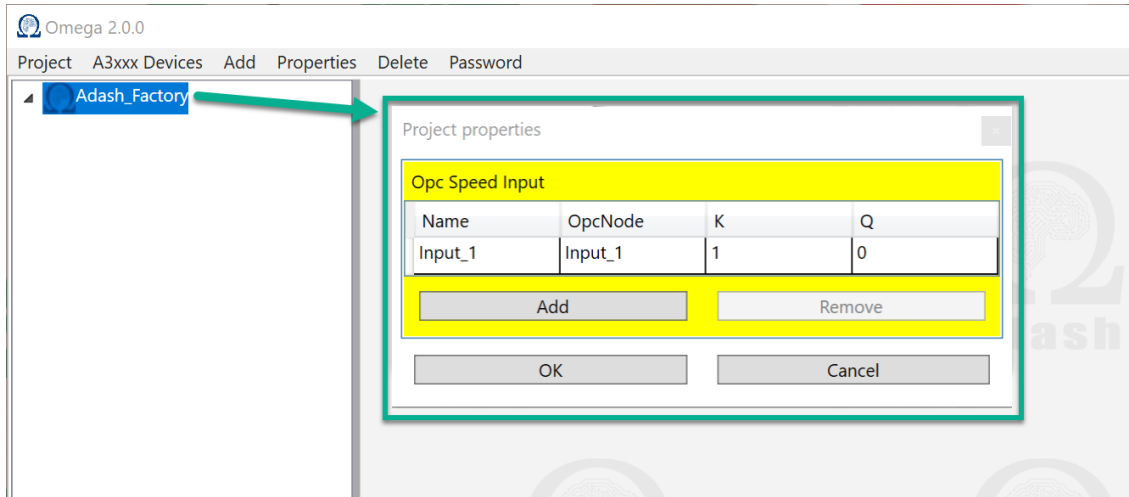 Omega 2.0.0
Project A3xxx Devices Add Properties Delete Password
Adash_Factory
Project properties
Opc Speed Input
Name OpcNode K Q
Input_1 Input_1 1 0
Add Remove
OK Cancel
Ω
dash